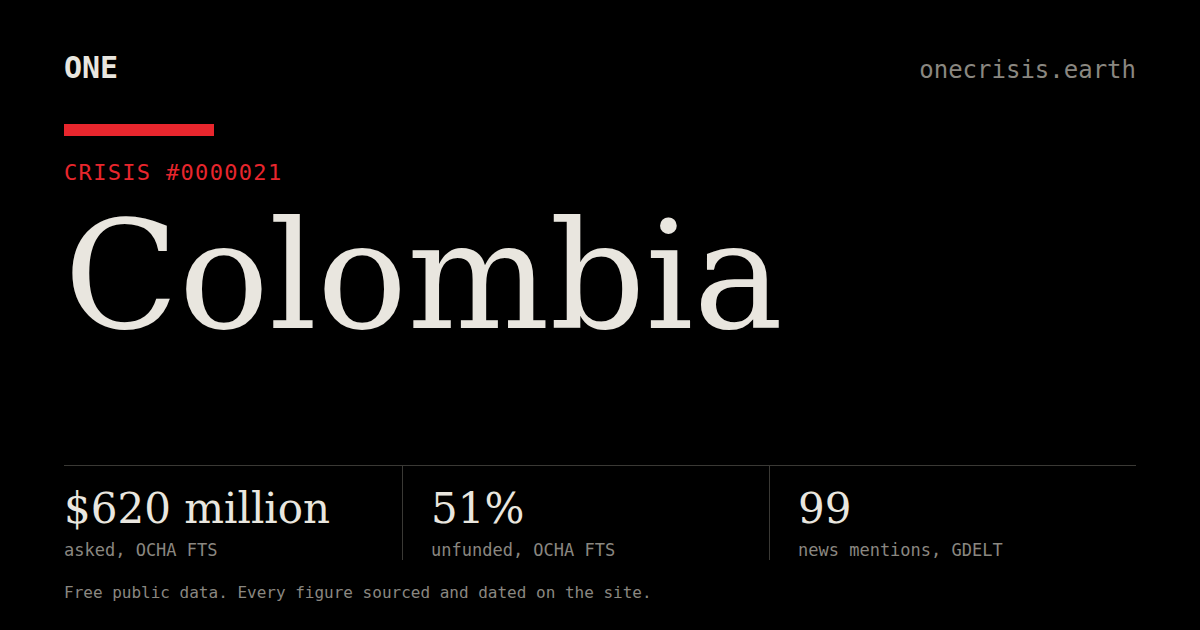 ONE
onecrisis.earth
CRISIS #0000021
Colombia
$620 million
asked, OCHA FTS
51%
unfunded, OCHA FTS
99
news mentions, GDELT
Free public data. Every figure sourced and dated on the site.